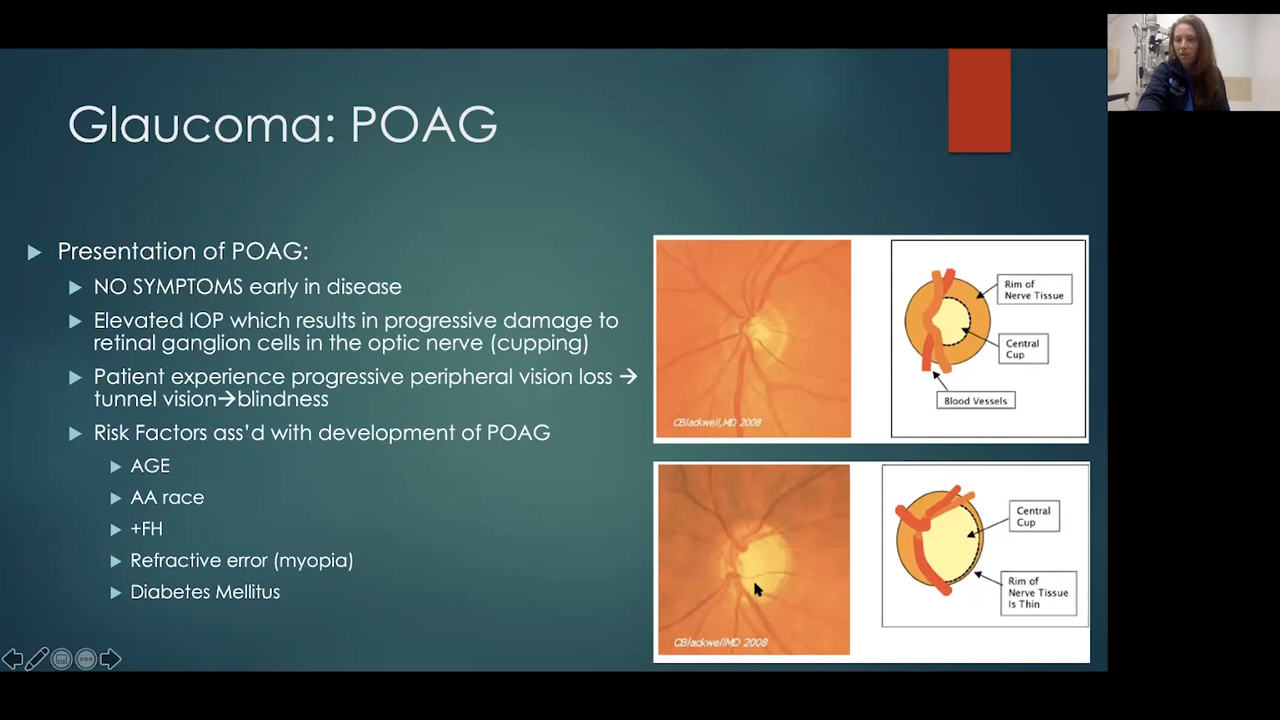 Glaucoma: POAG
Presentation of POAG:
NO SYMPTOMS early in disease
Elevated IOP which results in progressive damage to
retinal ganglion cells in the optic nerve (cupping)
Patient experience progressive peripheral vision loss →
tunnel vision→blindness
Risk Factors ass’d with development of POAG
AGE
AA race
+FH
Refractive error (myopia)
Diabetes Mellitus
CBlackwell,MD 2008
Rim of
Nerve Tissue
Central
Cup
Blood Vessels
CBlackwellMD 2008
Central
Cup
Rim of
Nerve Tissue
Is Thin